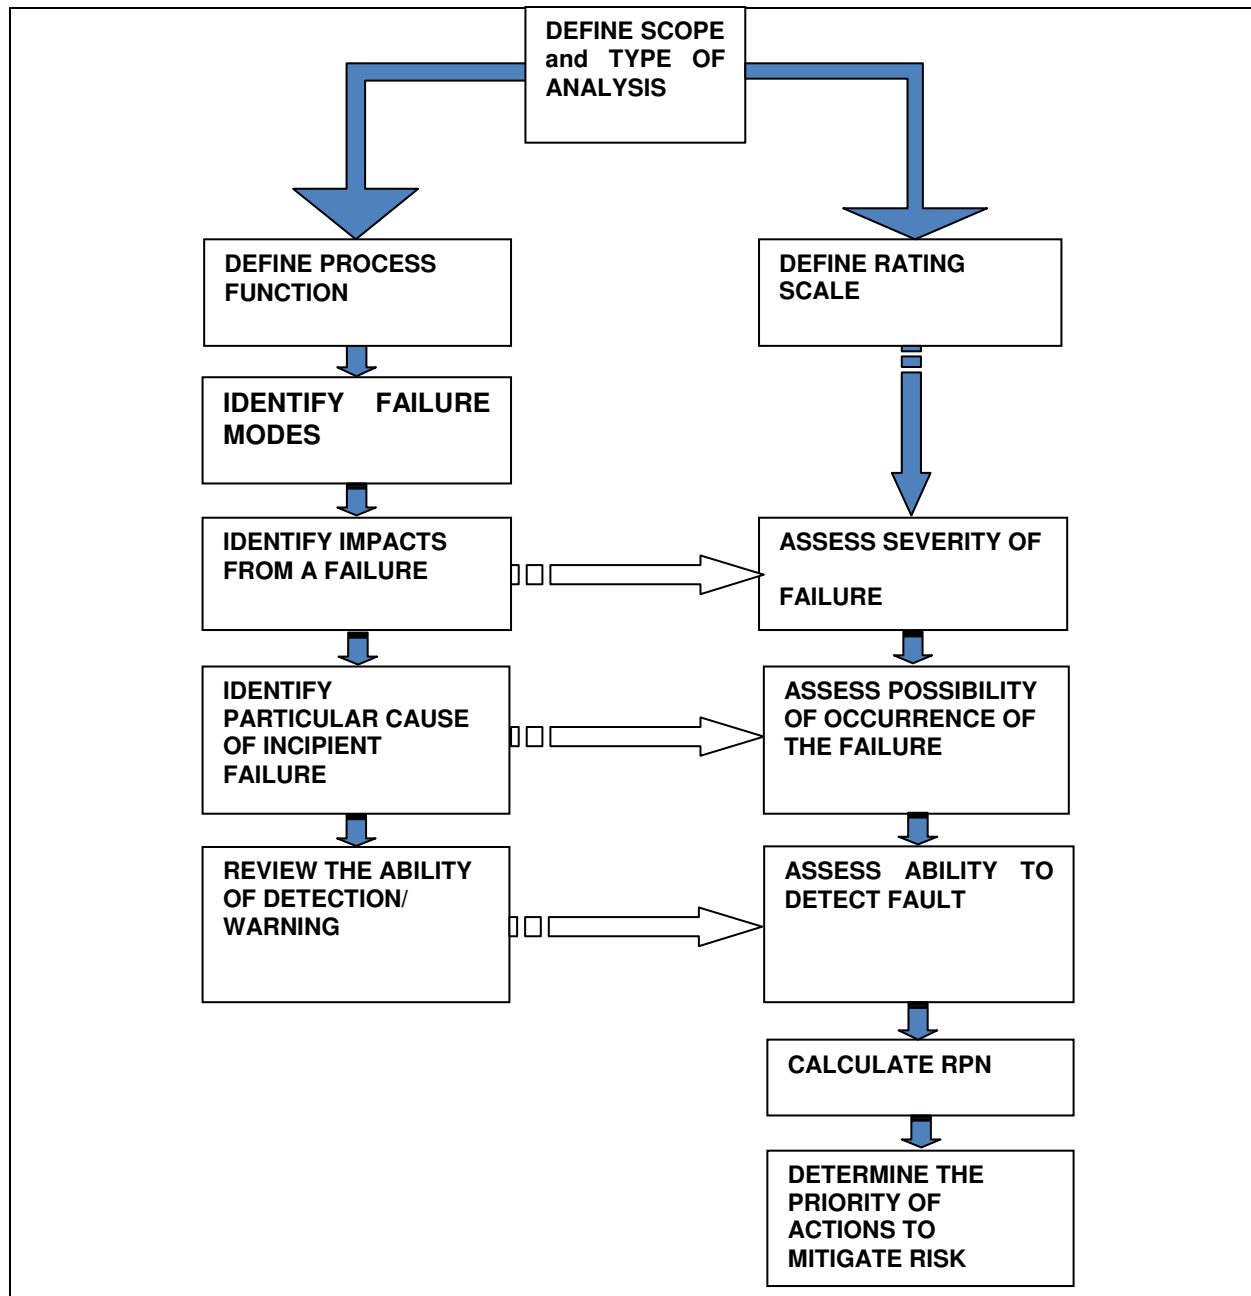 DEFINE SCOPE
and TYPE OF
ANALYSIS
DEFINE PROCESS
FUNCTION
DEFINE RATING
SCALE
IDENTIFY FAILURE
MODES
IDENTIFY IMPACTS
FROM A FAILURE
ASSESS SEVERITY OF
FAILURE
IDENTIFY
PARTICULAR CAUSE
OF INCIPIENT
FAILURE
ASSESS POSSIBILITY
OF OCCURRENCE OF
THE FAILURE
REVIEW THE ABILITY
OF DETECTION/
WARNING
ASSESS ABILITY TO
DETECT FAULT
CALCULATE RPN
DETERMINE THE
PRIORITY OF
ACTIONS TO
MITIGATE RISK